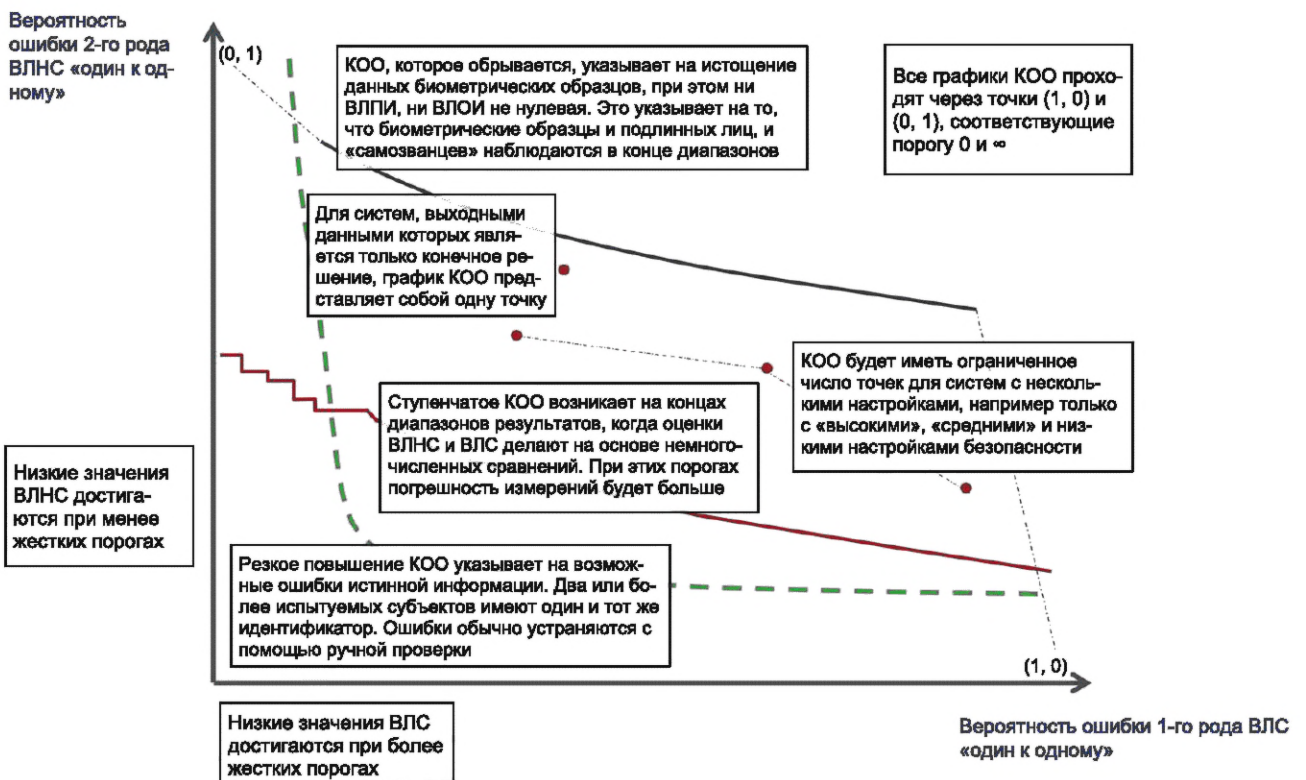 Вероятность
ошибки 2-го рода
ВЛНС «один к од-
ному»
(0, 1)
КОО, которое обрывается, указывает на истощение
данных биометрических образцов, при этом ни
ВЛПИ, ни ВЛОИ не нулевая. Это указывает на то,
что биометрические образцы и подлинных лиц, и
«самозванцев» наблюдаются в конце диапазонов
Все графики КОО прохо-
дят через точки (1, 0) и
(0, 1), соответствующие
порогу 0 и ∞
Для систем, выходными
данными которых явля-
ется только конечное ре-
шение, график КОО пред-
ставляет собой одну точку
КОО будет иметь ограниченное
число точек для систем с несколь-
кими настройками, например только
с «высокими», «средними» и низ-
кими настройками безопасности
Ступенчатое КОО возникает на концах
диапазонов результатов, когда оценки
ВЛНС и ВЛС делают на основе немного-
численных сравнений. При этих порогах
погрешность измерений будет больше
Низкие значения
ВЛНС достига-
ются при менее
жестких порогах
Резкое повышение КОО указывает на возмож-
ные ошибки истинной информации. Два или бо-
лее испытуемых субъектов имеют один и тот же
идентификатор. Ошибки обычно устраняются с
помощью ручной проверки
(1, 0)
Низкие значения ВЛС
достигаются при более
жестких порогах
Вероятность ошибки 1-го рода ВЛС
«один к одному»